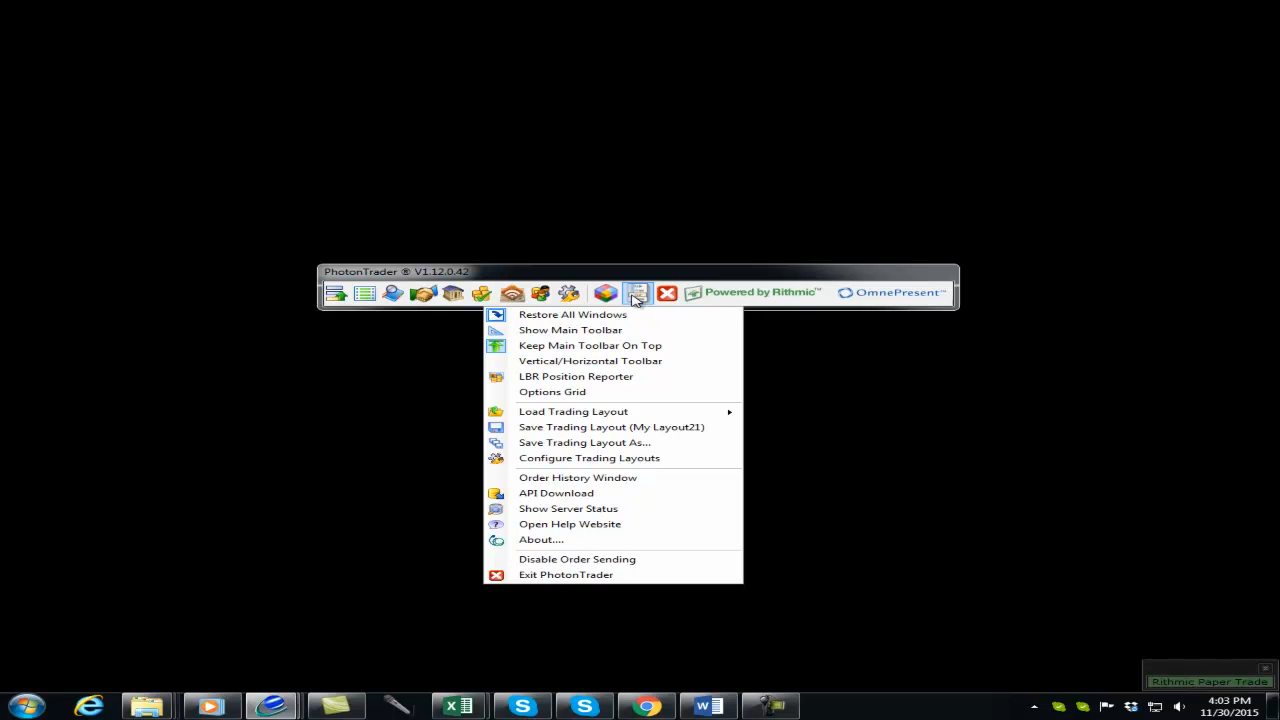 PhotonTrader ® V1.12.0.42
Powered by Rithmic™
OmnePresent™
Restore All Windows
Show Main Toolbar
Keep Main Toolbar On Top
Vertical/Horizontal Toolbar
LBR Position Reporter
Options Grid
Load Trading Layout
Save Trading Layout (My Layout21)
Save Trading Layout As...
Configure Trading Layouts
Order History Window
API Download
Show Server Status
Open Help Website
About....
Disable Order Sending
Exit PhotonTrader
Rithmic Paper Trade
4:03 PM
11/30/2015